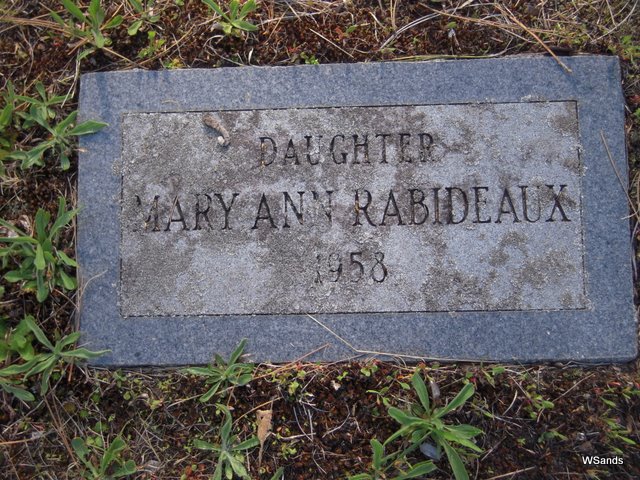 DAUGHTER
MARY ANN RABIDEAUX
1958
WSands